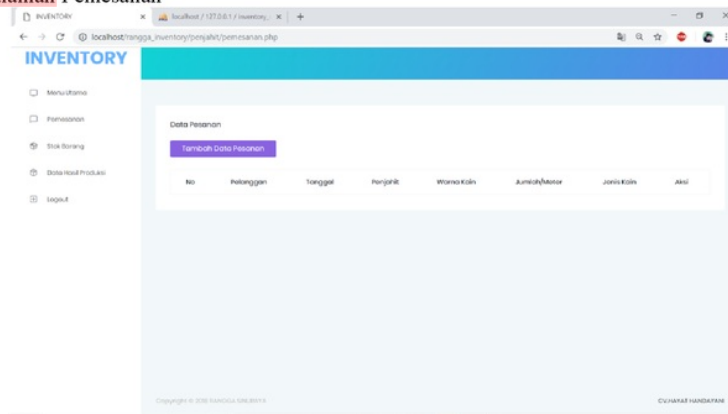 Pemesanan
INVENTORY
localhost / 127.0.0.1 / inventory_
localhost/rangga_inventory/penjahit/pemesanan.php
INVENTORY
Menu Utama
Pemesanan
Stok Barang
Data Hasil Produksi
Logout
Data Pesanan
Tambah Data Pesanan
No Pelanggan Tanggal Penjahit Warna Kain Jumlah/Meter Jenis Kain Aksi
Copyright ©
CV.HAYAT HANDAYANI